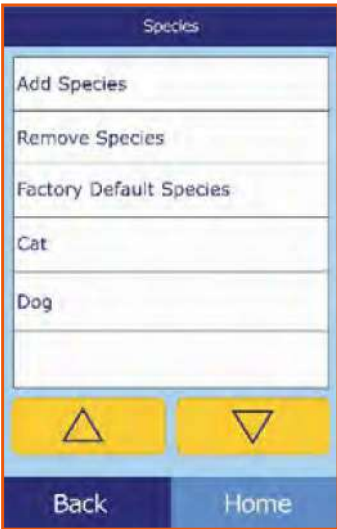 Species
Add Species
Remove Species
Factory Default Species
Cat
Dog
Back
Home